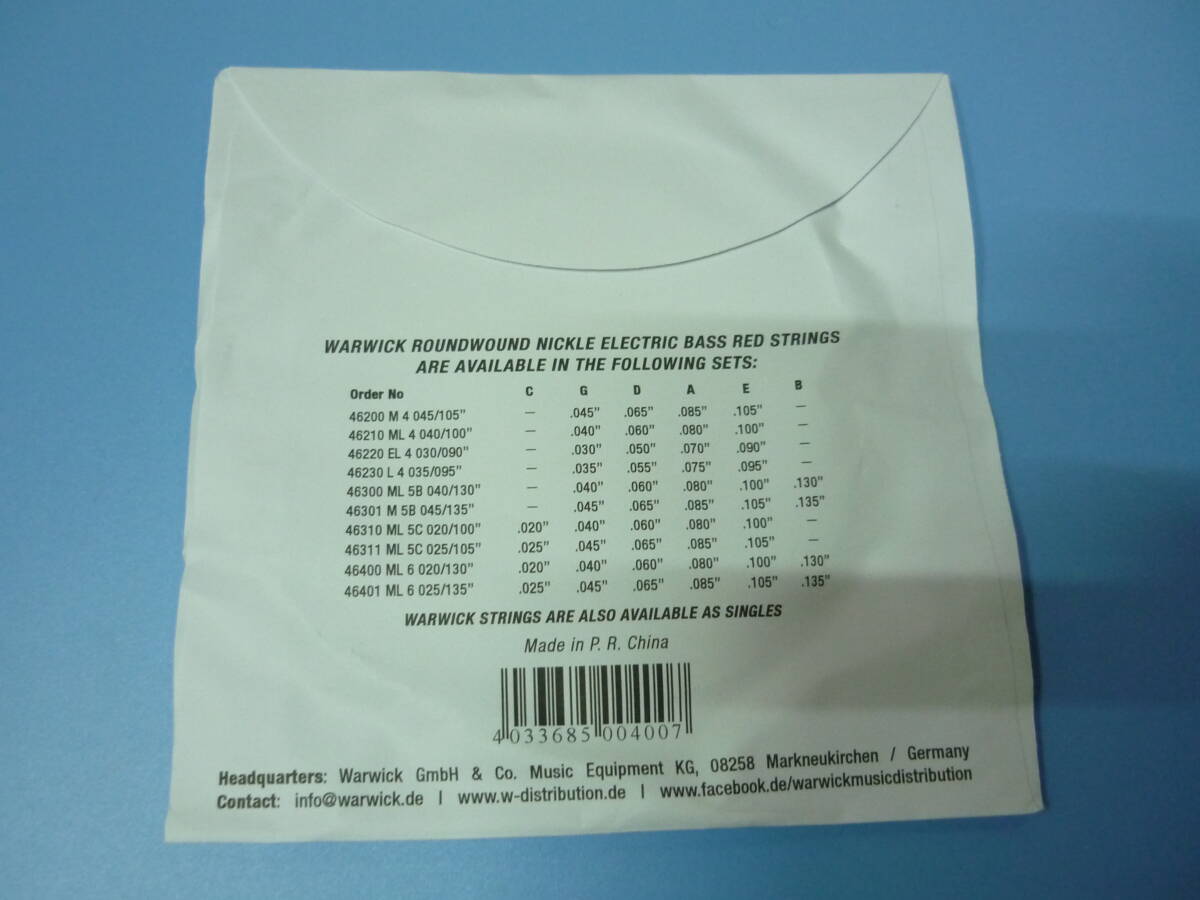 WARWICK ROUNDWOUND NICKLE ELECTRIC BASS RED STRINGS
ARE AVAILABLE IN THE FOLLOWING SETS:
Order No C G D A E B
46200 M 4 045/105" – .045" .065" .085" .105" –
46210 ML 4 040/100" – .040" .060" .080" .100" –
46220 EL 4 030/090" – .030" .050" .070" .090" –
46230 L 4 035/095" – .035" .055" .075" .095" –
46300 ML 5B 040/130" – .040" .060" .080" .100" .130"
46301 M 5B 045/135" – .045" .065" .085" .105" .135"
46310 ML 5C 020/100" .020" .040" .060" .080" .100" –
46311 ML 5C 025/105" .025" .045" .065" .085" .105" –
46400 ML 6 020/130" .020" .040" .060" .080" .100" .130"
46401 ML 6 025/135" .025" .045" .065" .085" .105" .135"
WARWICK STRINGS ARE ALSO AVAILABLE AS SINGLES
Made in P. R. China
4 033685 004007
Headquarters: Warwick GmbH & Co. Music Equipment KG, 08258 Markneukirchen / Germany
Contact: info@warwick.de | www.w-distribution.de | www.facebook.de/warwickmusicdistribution